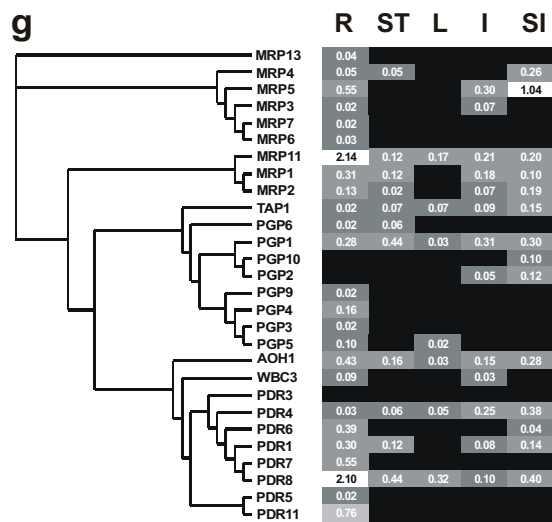 g
R ST L I SI
MRP13 0.04
MRP4 0.05 0.05 0.26
MRP5 0.55 0.30 1.04
MRP3 0.02 0.07
MRP7 0.02
MRP6 0.03
MRP11 2.14 0.12 0.17 0.21 0.20
MRP1 0.31 0.12 0.18 0.10
MRP2 0.13 0.02 0.07 0.19
TAP1 0.02 0.07 0.07 0.09 0.15
PGP6 0.02 0.06
PGP1 0.28 0.44 0.03 0.31 0.30
PGP10 0.10
PGP2 0.05 0.12
PGP9 0.02
PGP4 0.16
PGP3 0.02
PGP5 0.10 0.02
AOH1 0.43 0.16 0.03 0.15 0.28
WBC3 0.09 0.03
PDR3
PDR4 0.03 0.06 0.05 0.25 0.38
PDR6 0.39 0.04
PDR1 0.30 0.12 0.08 0.14
PDR7 0.55
PDR8 2.10 0.44 0.32 0.10 0.40
PDR5 0.02
PDR11 0.76